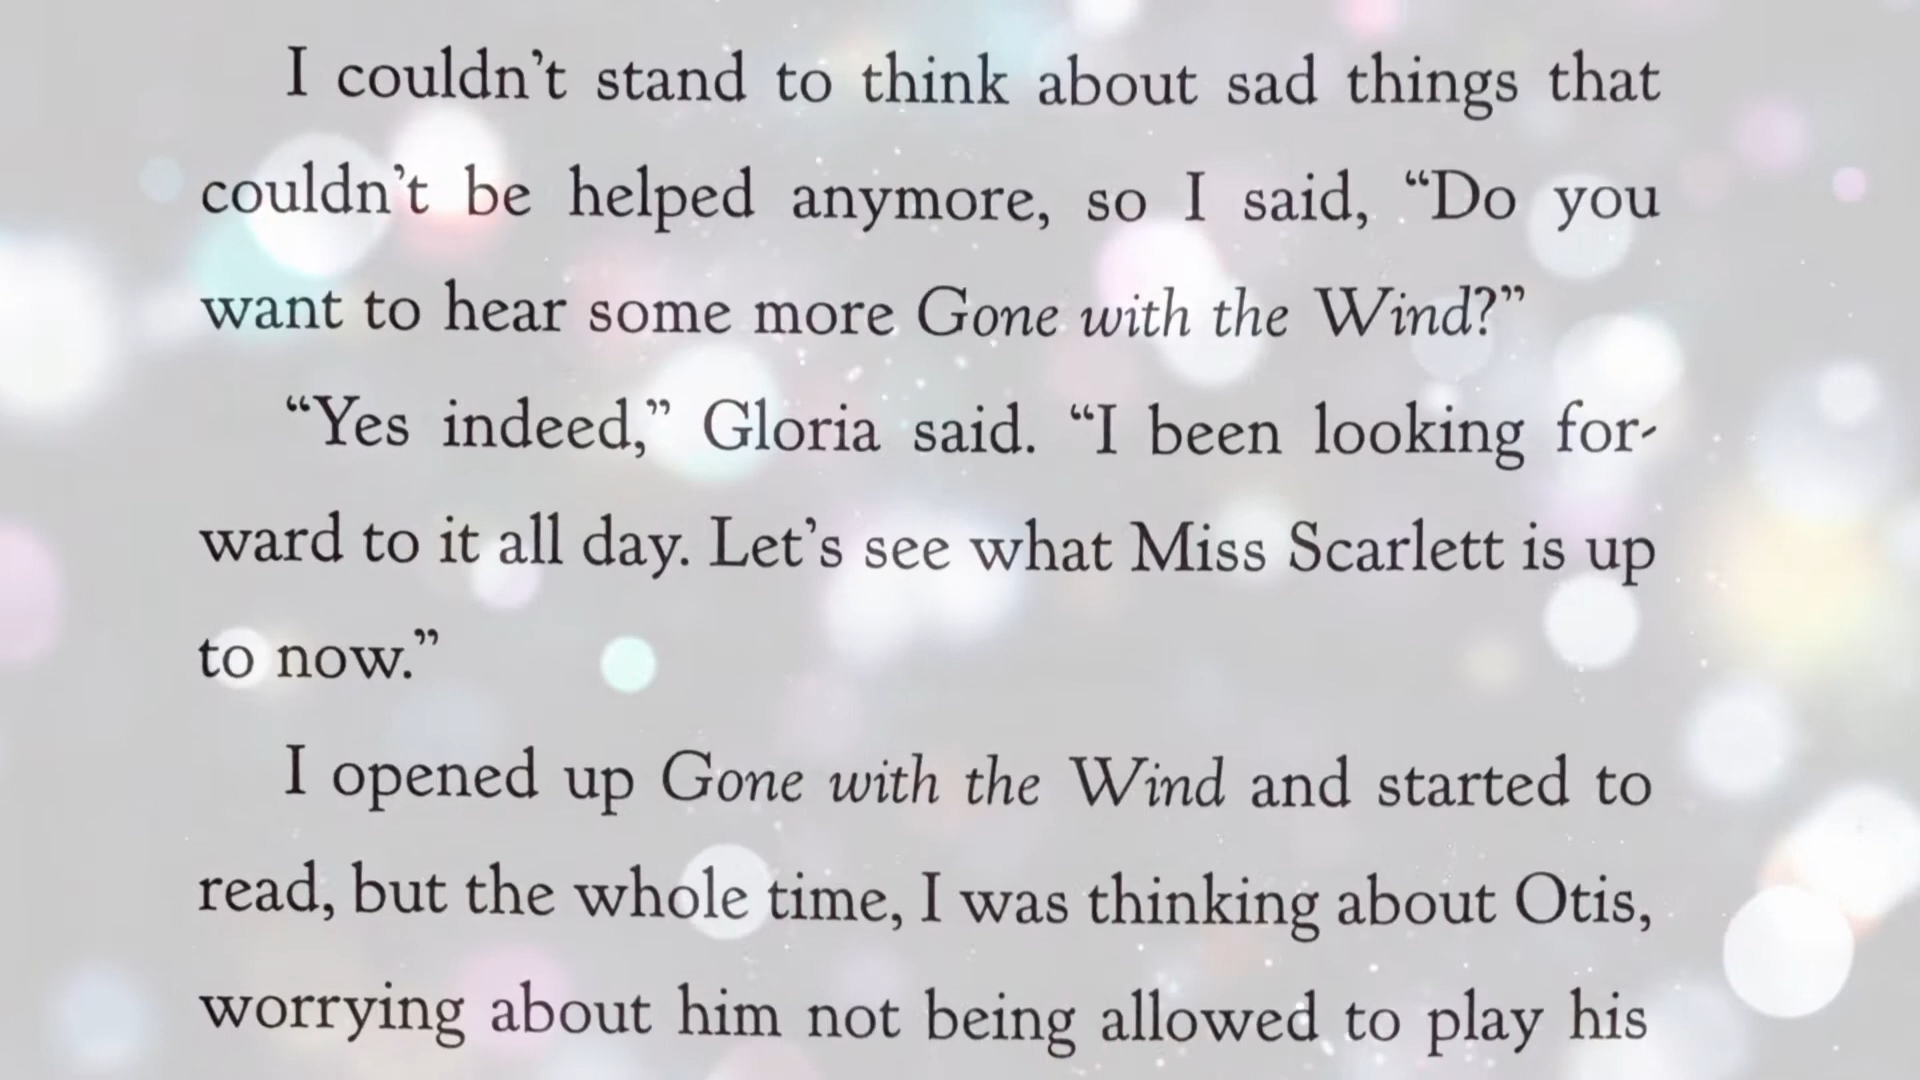 I couldn’t stand to think about sad things that
couldn’t be helped anymore, so I said, “Do you
want to hear some more Gone with the Wind?”
“Yes indeed,” Gloria said. “I been looking for-
ward to it all day. Let’s see what Miss Scarlett is up
to now.”
I opened up Gone with the Wind and started to
read, but the whole time, I was thinking about Otis,
worrying about him not being allowed to play his